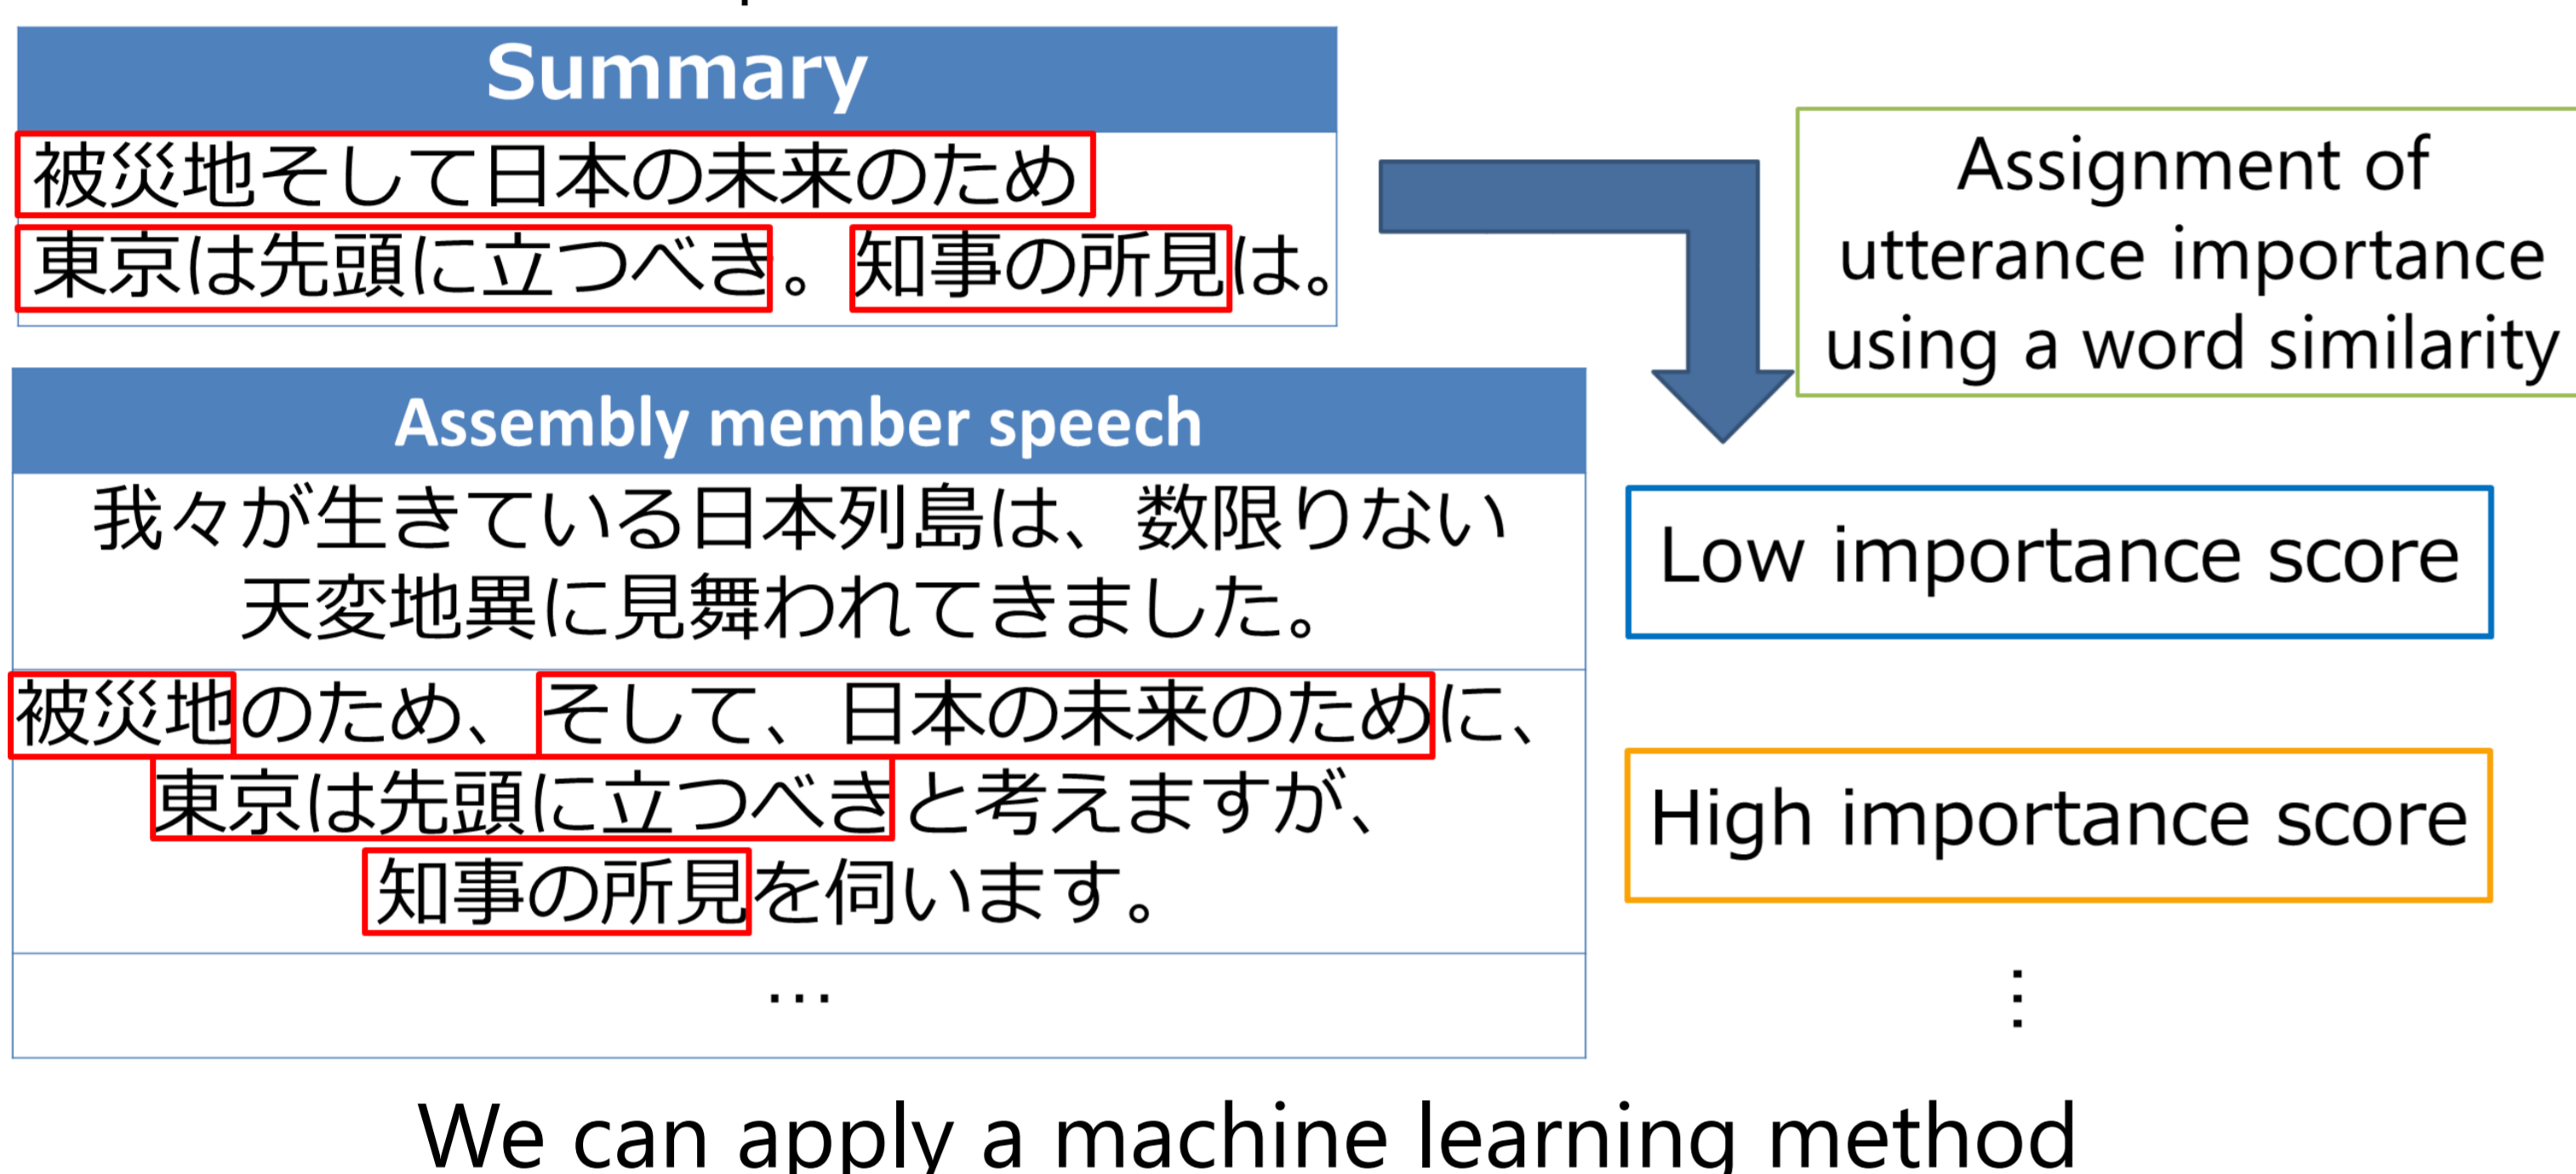 Summary
被災地そして日本の未来のため
東京は先頭に立つべき。知事の所見は。
Assignment of
utterance importance
using a word similarity
Assembly member speech
我々が生きている日本列島は、数限りない
天変地異に見舞われてきました。
Low importance score
被災地のため、そして、日本の未来のために、
東京は先頭に立つべきと考えますが、
知事の所見を伺います。
High importance score
…
⋮
We can apply a machine learning method